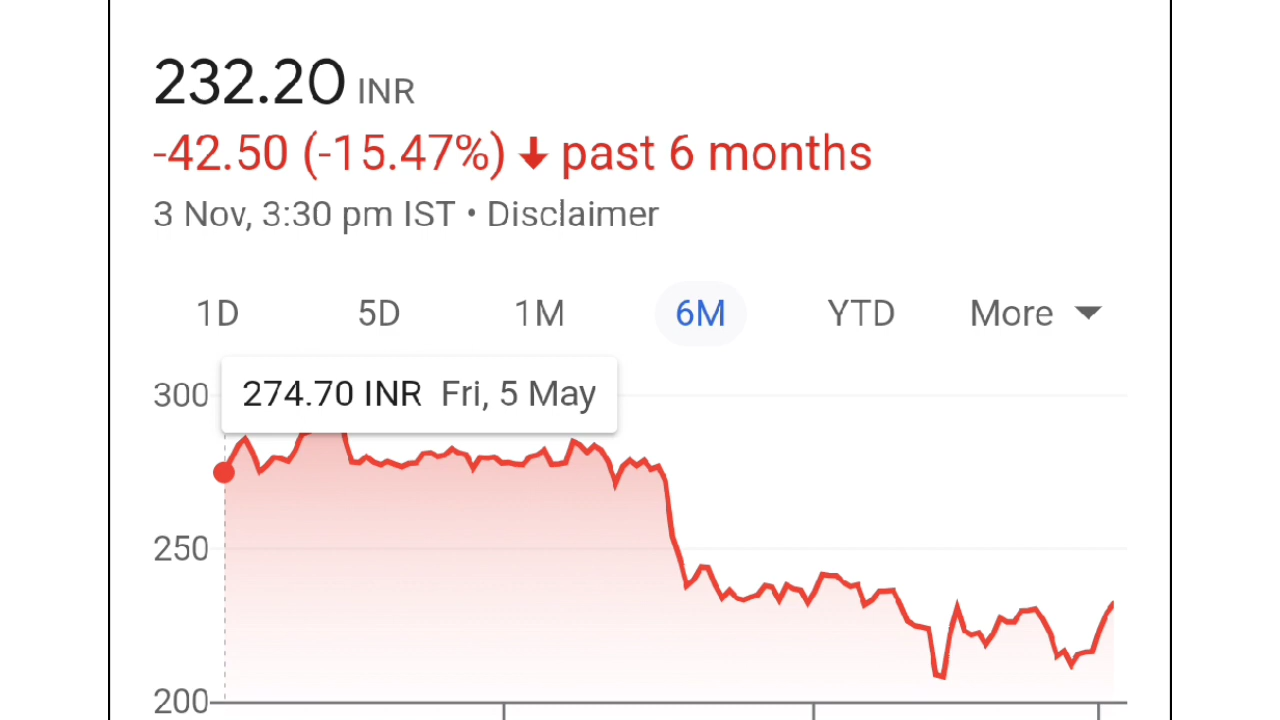 232.20 INR
-42.50 (-15.47%) ↓ past 6 months
3 Nov, 3:30 pm IST • Disclaimer
1D 5D 1M 6M YTD More
300
274.70 INR Fri, 5 May
250
200